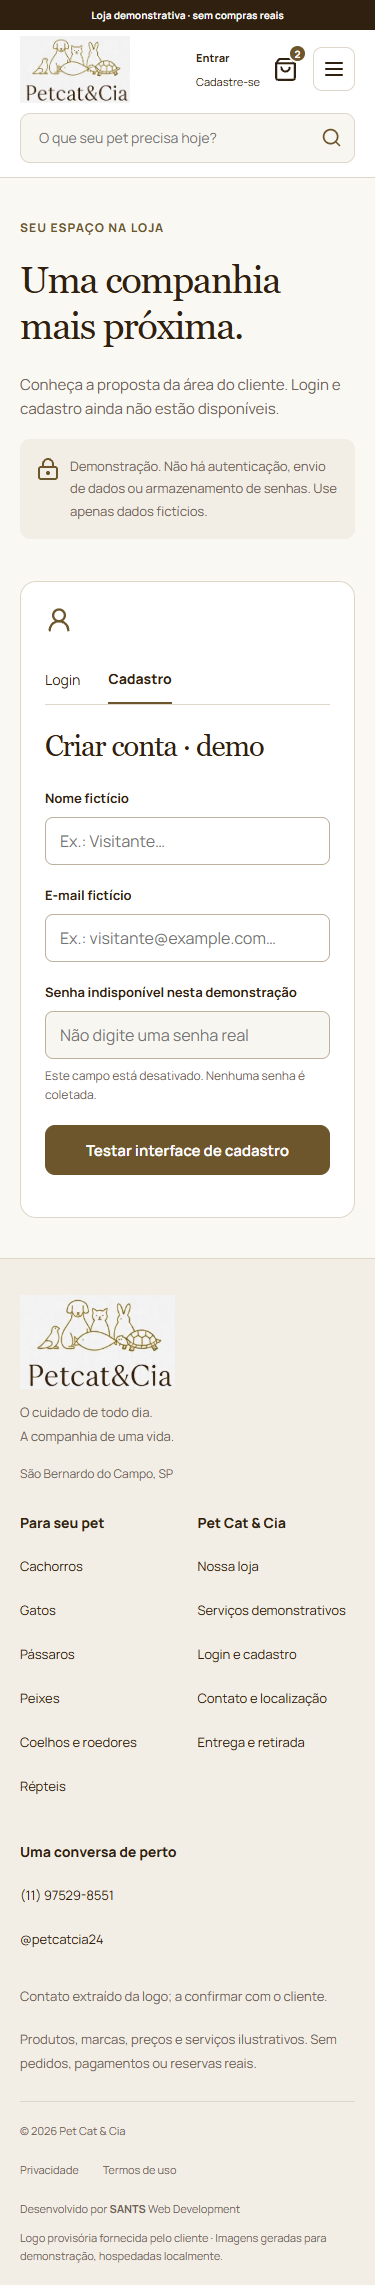 Loja demonstrativa · sem compras reais
Petcat&Cia
Entrar
Cadastre-se
2
O que seu pet precisa hoje?
SEU ESPAÇO NA LOJA
Uma companhia
mais próxima.
Conheça a proposta da área do cliente. Login e
cadastro ainda não estão disponíveis.
Demonstração. Não há autenticação, envio
de dados ou armazenamento de senhas. Use
apenas dados fictícios.
Login
Cadastro
Criar conta · demo
Nome fictício
Ex.: Visitante…
E-mail fictício
Ex.: visitante@example.com…
Senha indisponível nesta demonstração
Não digite uma senha real
Este campo está desativado. Nenhuma senha é
coletada.
Testar interface de cadastro
Petcat&Cia
O cuidado de todo dia.
A companhia de uma vida.
São Bernardo do Campo, SP
Para seu pet
Cachorros
Gatos
Pássaros
Peixes
Coelhos e roedores
Répteis
Pet Cat & Cia
Nossa loja
Serviços demonstrativos
Login e cadastro
Contato e localização
Entrega e retirada
Uma conversa de perto
(11) 97529-8551
@petcatcia24
Contato extraído da logo; a confirmar com o cliente.
Produtos, marcas, preços e serviços ilustrativos. Sem
pedidos, pagamentos ou reservas reais.
© 2026 Pet Cat & Cia
Privacidade
Termos de uso
Desenvolvido por SANTS Web Development
Logo provisória fornecida pelo cliente · Imagens geradas para
demonstração, hospedadas localmente.